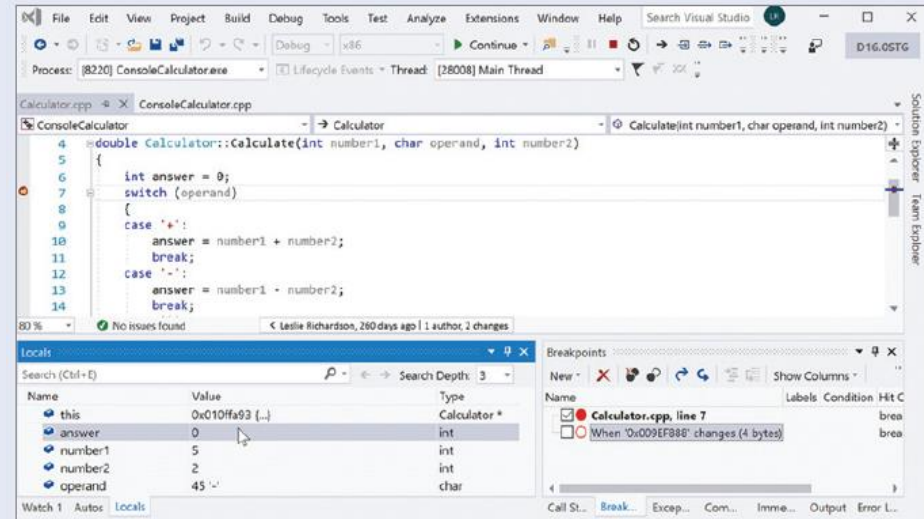 File Edit View Project Build Debug Tools Test Analyze Extensions Window Help Search Visual Studio LR
Debug x86 Continue D16.0STG
Process: [8220] ConsoleCalculator.exe Lifecycle Events Thread: [28008] Main Thread
Calculator.cpp ConsoleCalculator.cpp
ConsoleCalculator Calculator Calculate(int number1, char operand, int number2)
4 double Calculator::Calculate(int number1, char operand, int number2)
5 {
6 int answer = 0;
7 switch (operand)
8 {
9 case '+':
10 answer = number1 + number2;
11 break;
12 case '-':
13 answer = number1 - number2;
14 break;
80 % No issues found Leslie Richardson, 260 days ago | 1 author, 2 changes
Solution Explorer
Team Explorer
Locals
Search (Ctrl+E) Search Depth: 3
Name Value Type
this 0x010ffa93 {...} Calculator *
answer 0 int
number1 5 int
number2 2 int
operand 45 '-' char
Watch 1 Autos Locals
Breakpoints
New Show Columns
Name Labels Condition Hit C
Calculator.cpp, line 7 brea
When '0x009EF888' changes (4 bytes) brea
Call St... Break... Excep... Com... Imme... Output Error L...